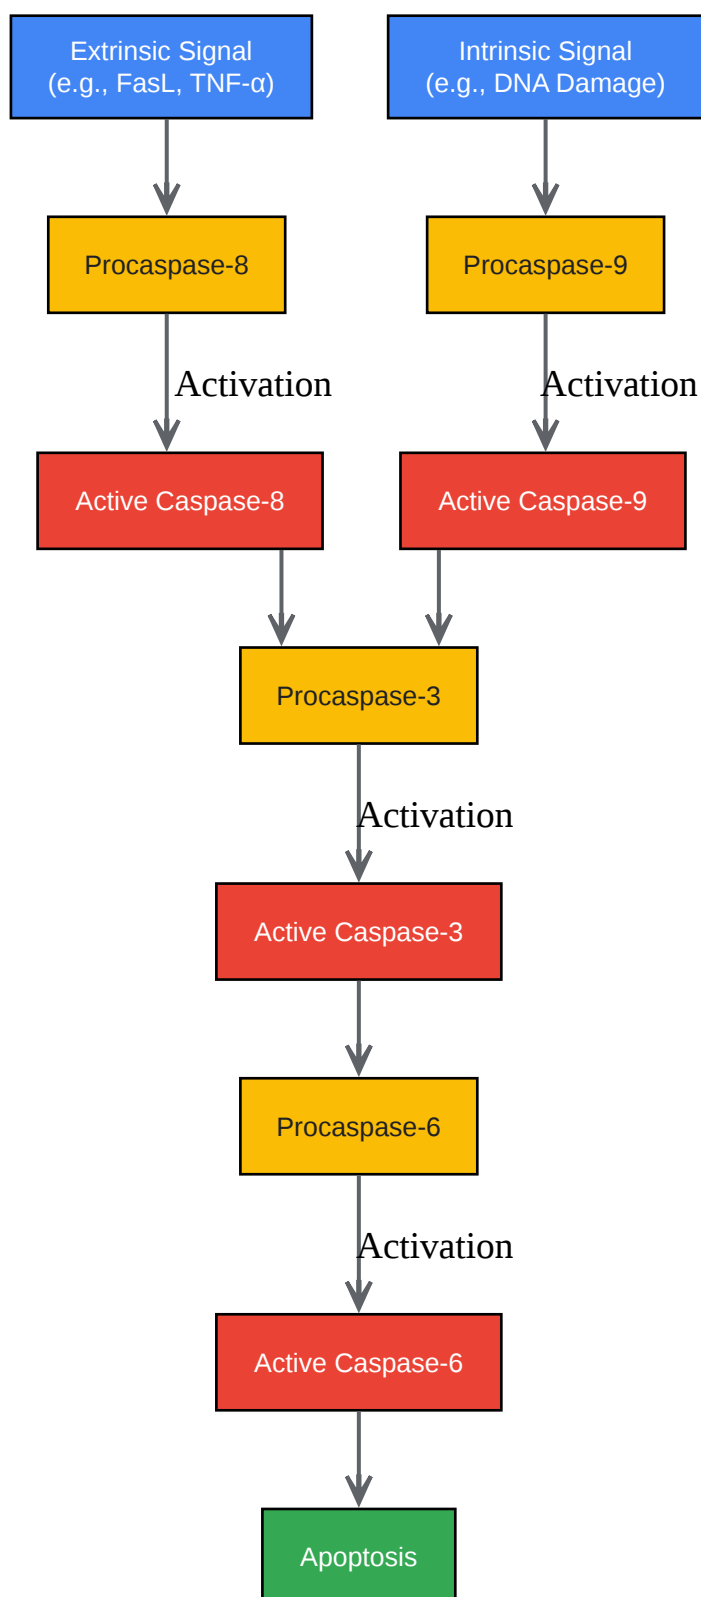 Extrinsic Signal
(e.g., FasL, TNF-α)
Intrinsic Signal
(e.g., DNA Damage)
Procaspase-8
Procaspase-9
Activation
Activation
Active Caspase-8
Active Caspase-9
Procaspase-3
Activation
Active Caspase-3
Procaspase-6
Activation
Active Caspase-6
Apoptosis